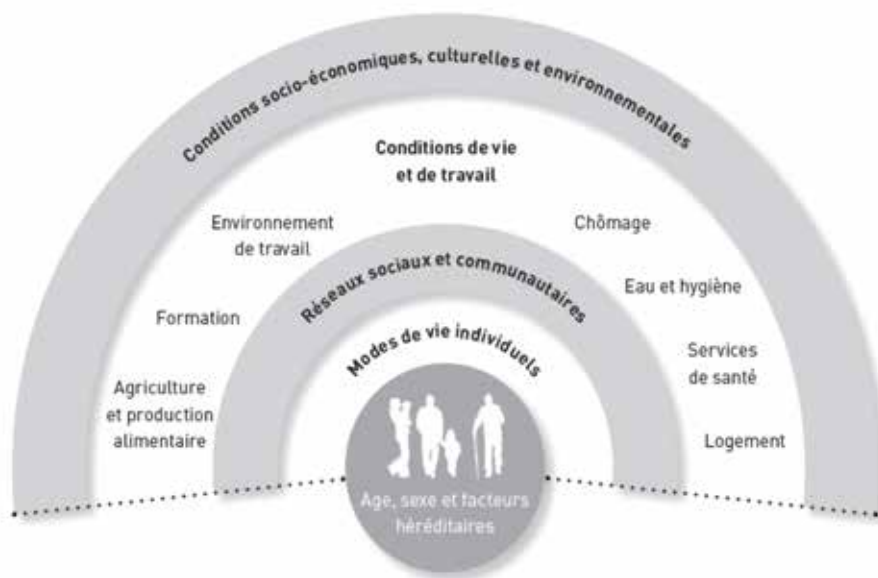 Conditions socio-économiques, culturelles et environnementales
Conditions de vie
et de travail
Environnement
de travail
Chômage
Réseaux sociaux et communautaires
Eau et hygiène
Formation
Modes de vie individuels
Services
de santé
Agriculture
et production
alimentaire
Logement
Age, sexe et facteurs
héréditaires